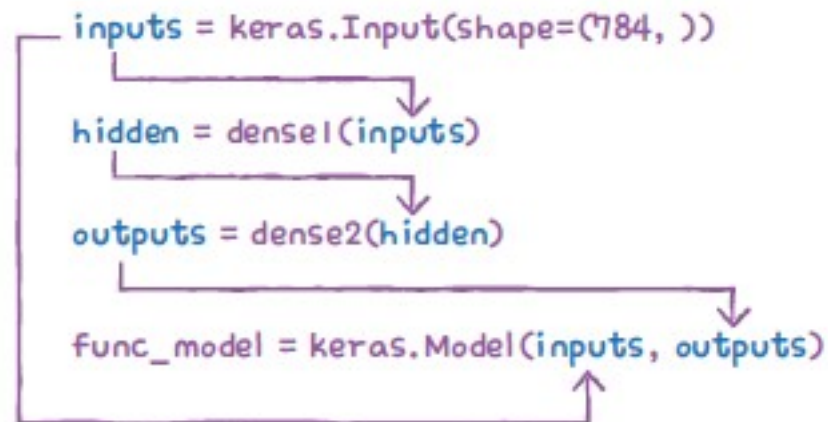 inputs = keras.Input(shape=(784, ))
hidden = dense1(inputs)
outputs = dense2(hidden)
func_model = keras.Model(inputs, outputs)